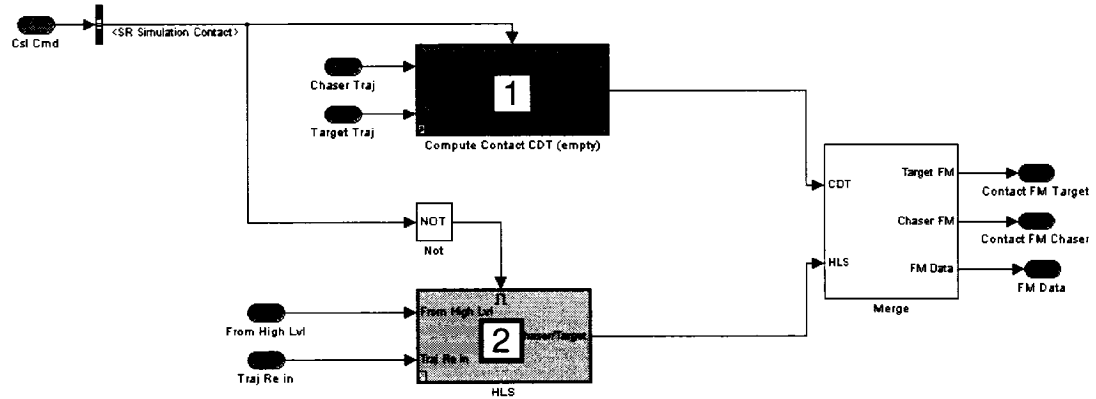 Csl Cmd
<SR Simulation Contact>
Chaser Traj
Target Traj
1
Compute Contact CDT (empty)
NOT
Not
CDT
HLS
Target FM
Chaser FM
FM Data
Merge
Contact FM Target
Contact FM Chaser
FM Data
From High Lvl
Traj Re in
From High Lvl
Traj Re in
2
haser/Target
HLS